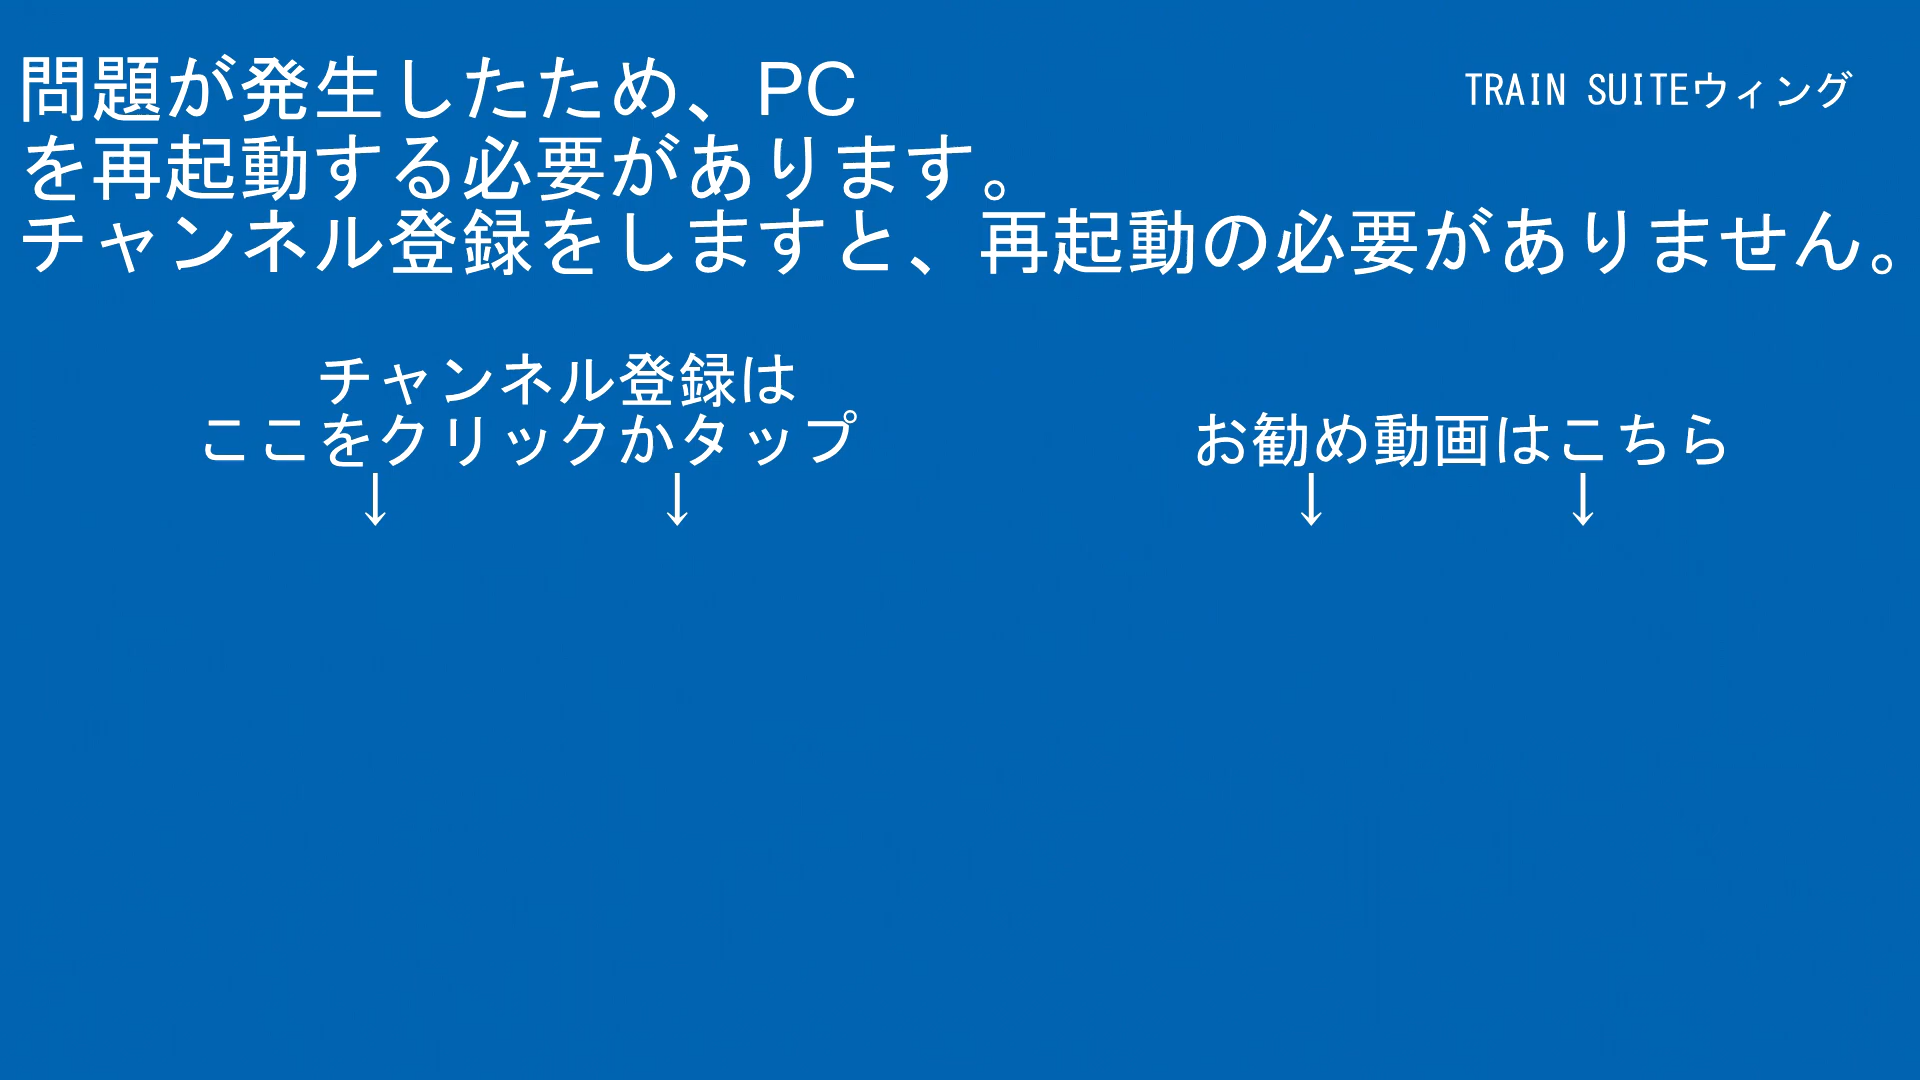 問題が発生したため、PC
を再起動する必要があります。
チャンネル登録をしますと、再起動の必要がありません。
TRAIN SUITEウィング
チャンネル登録は
ここをクリックかタップ
↓ ↓
お勧め動画はこちら
↓ ↓